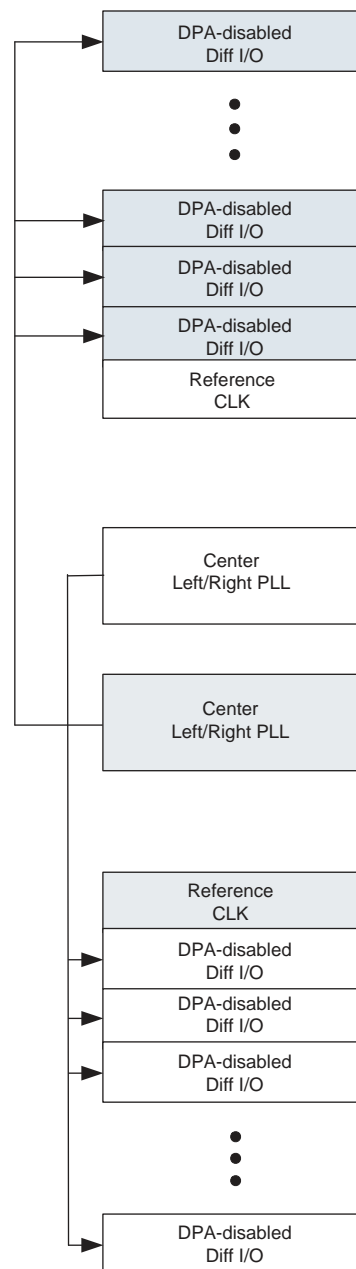 DPA-disabled
Diff I/O
DPA-disabled
Diff I/O
DPA-disabled
Diff I/O
DPA-disabled
Diff I/O
Reference
CLK
Center
Left/Right PLL
Center
Left/Right PLL
Reference
CLK
DPA-disabled
Diff I/O
DPA-disabled
Diff I/O
DPA-disabled
Diff I/O
DPA-disabled
Diff I/O